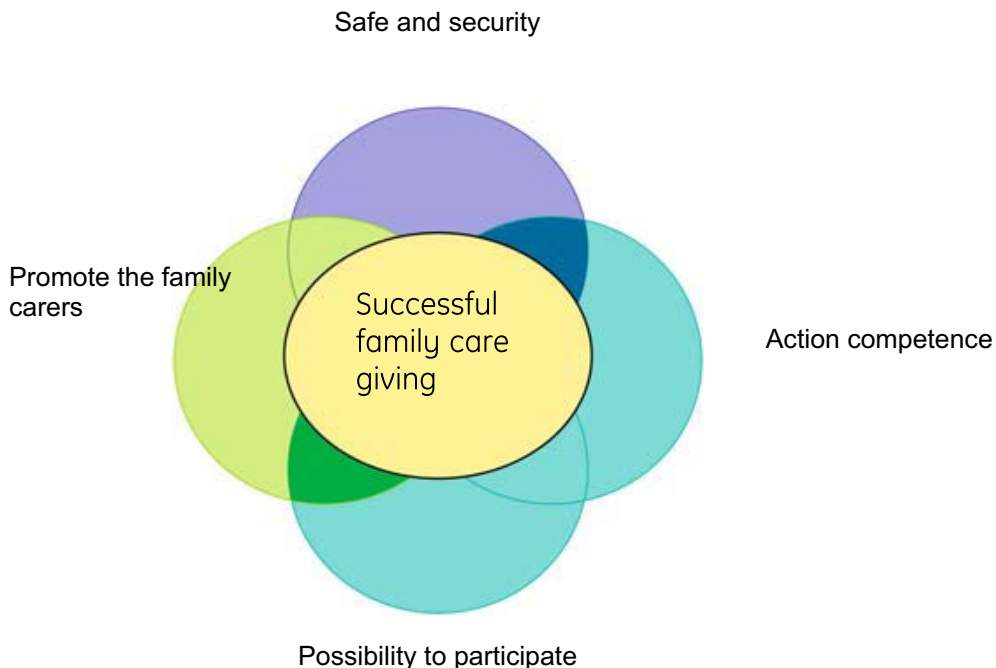 Safe and security
Promote the family
carers
Successful
family care
giving
Action competence
Possibility to participate